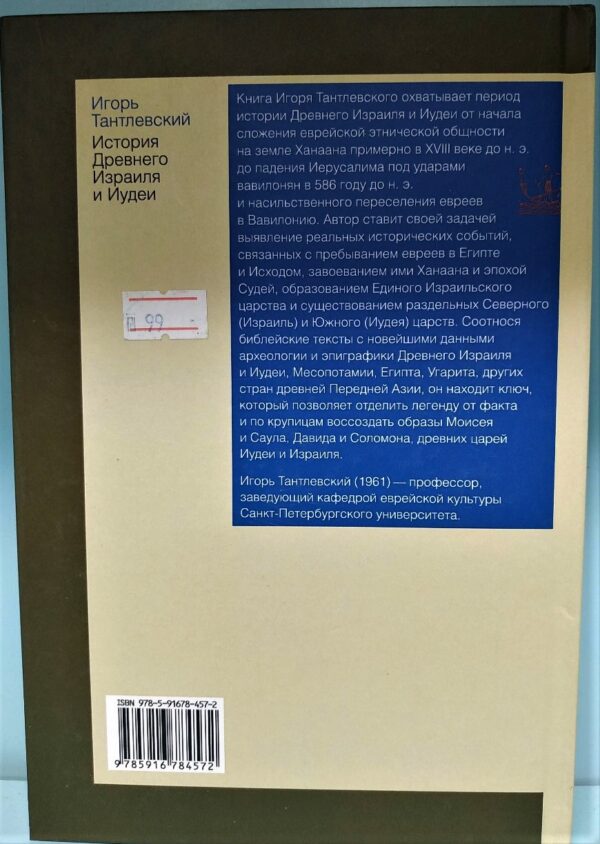 Игорь
Тантлевский
История
Древнего
Израиля
и Иудеи
99
Книга Игоря Тантлевского охватывает период
истории Древнего Израиля и Иудеи от начала
сложения еврейской этнической общности
на земле Ханаана примерно в XVIII веке до н. э.
до падения Иерусалима под ударами
вавилонян в 586 году до н. э.
и насильственного переселения евреев
в Вавилонию. Автор ставит своей задачей
выявление реальных исторических событий,
связанных с пребыванием евреев в Египте
и Исходом, завоеванием ими Ханаана и эпохой
Судей, образованием Единого Израильского
царства и существованием раздельных Северного
(Израиль) и Южного (Иудея) царств. Соотнося
библейские тексты с новейшими данными
археологии и эпиграфики Древнего Израиля
и Иудеи, Месопотамии, Египта, Угарита, других
стран древней Передней Азии, он находит ключ,
который позволяет отделить легенду от факта
и по крупицам воссоздать образы Моисея
и Саула, Давида и Соломона, древних царей
Иудеи и Израиля.
Игорь Тантлевский (1961) — профессор,
заведующий кафедрой еврейской культуры
Санкт-Петербургского университета.
ISBN 978-5-91678-457-2
9 785916 784572